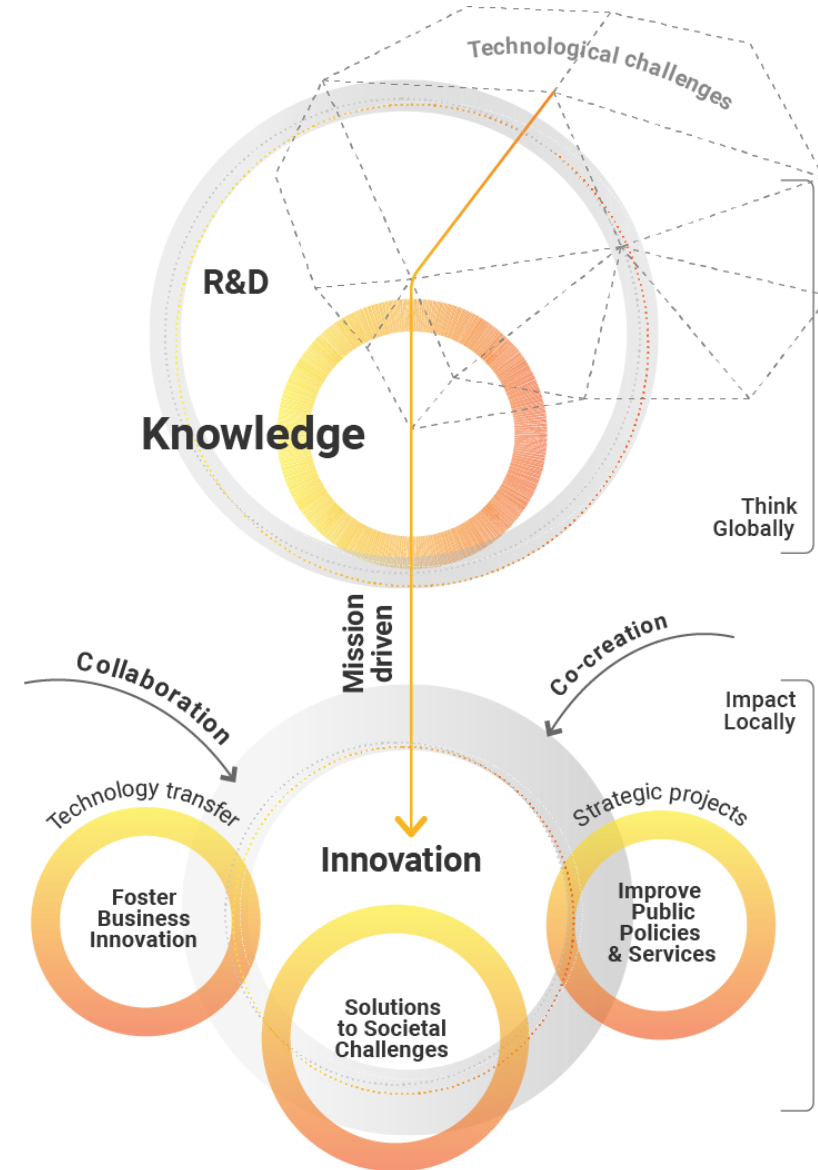 Technological challenges
R&D
Knowledge
Think
Globally
Mission
driven
Collaboration
Co-creation
Impact
Locally
Technology transfer
Strategic projects
Innovation
Foster
Business
Innovation
Improve
Public
Policies
& Services
Solutions
to Societal
Challenges